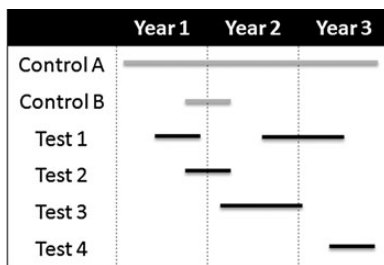 Year 1 Year 2 Year 3
Control A
Control B
Test 1
Test 2
Test 3
Test 4